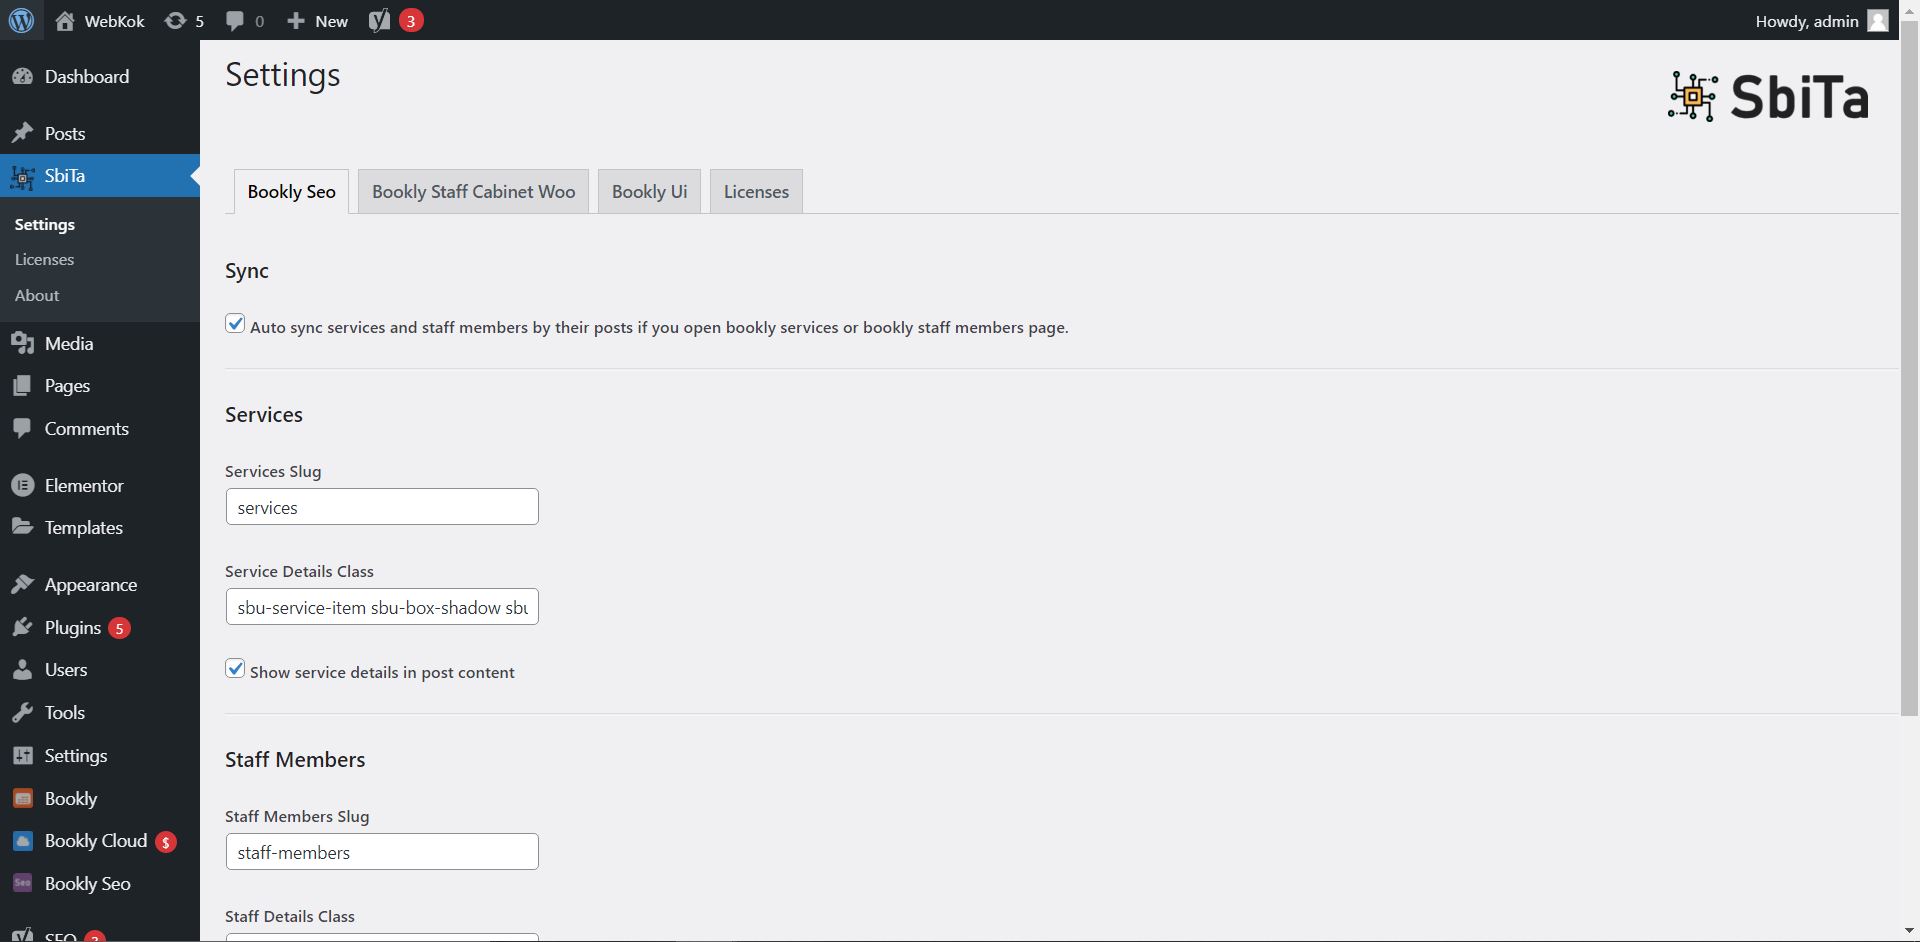 WebKok 5 0 New 3 Howdy, admin
Dashboard
Posts
SbiTa
Settings
Licenses
About
Media
Pages
Comments
Elementor
Templates
Appearance
Plugins 5
Users
Tools
Settings
Bookly
Bookly Cloud $
Seo Bookly Seo
SEO 3
Settings
SbiTa
Bookly Seo Bookly Staff Cabinet Woo Bookly Ui Licenses
Sync
Auto sync services and staff members by their posts if you open bookly services or bookly staff members page.
Services
Services Slug
services
Service Details Class
sbu-service-item sbu-box-shadow sbu
Show service details in post content
Staff Members
Staff Members Slug
staff-members
Staff Details Class